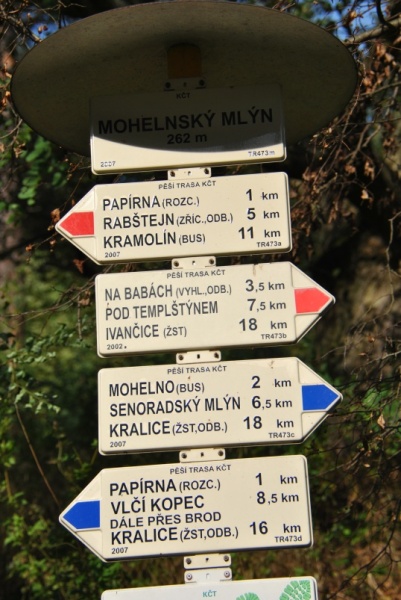 KČT
MOHELNSKÝ MLÝN
262 m
2007 TR473m
PĚŠÍ TRASA KČT
PAPÍRNA (ROZC.) 1 km
RABŠTEJN (ZŘÍC.,ODB.) 5 km
KRAMOLÍN (BUS) 11 km
2007 TR473a
PĚŠÍ TRASA KČT
NA BABÁCH (VYHL.,ODB.) 3,5 km
POD TEMPLŠTÝNEM 7,5 km
IVANČICE (ŽST) 18 km
2002 TR473b
PĚŠÍ TRASA KČT
MOHELNO (BUS) 2 km
SENORADSKÝ MLÝN 6,5 km
KRALICE (ŽST,ODB.) 18 km
2007 TR473c
PĚŠÍ TRASA KČT
PAPÍRNA (ROZC.) 1 km
VLČÍ KOPEC 8,5 km
DÁLE PŘES BROD
KRALICE (ŽST,ODB.) 16 km
2007 TR473d
KČT